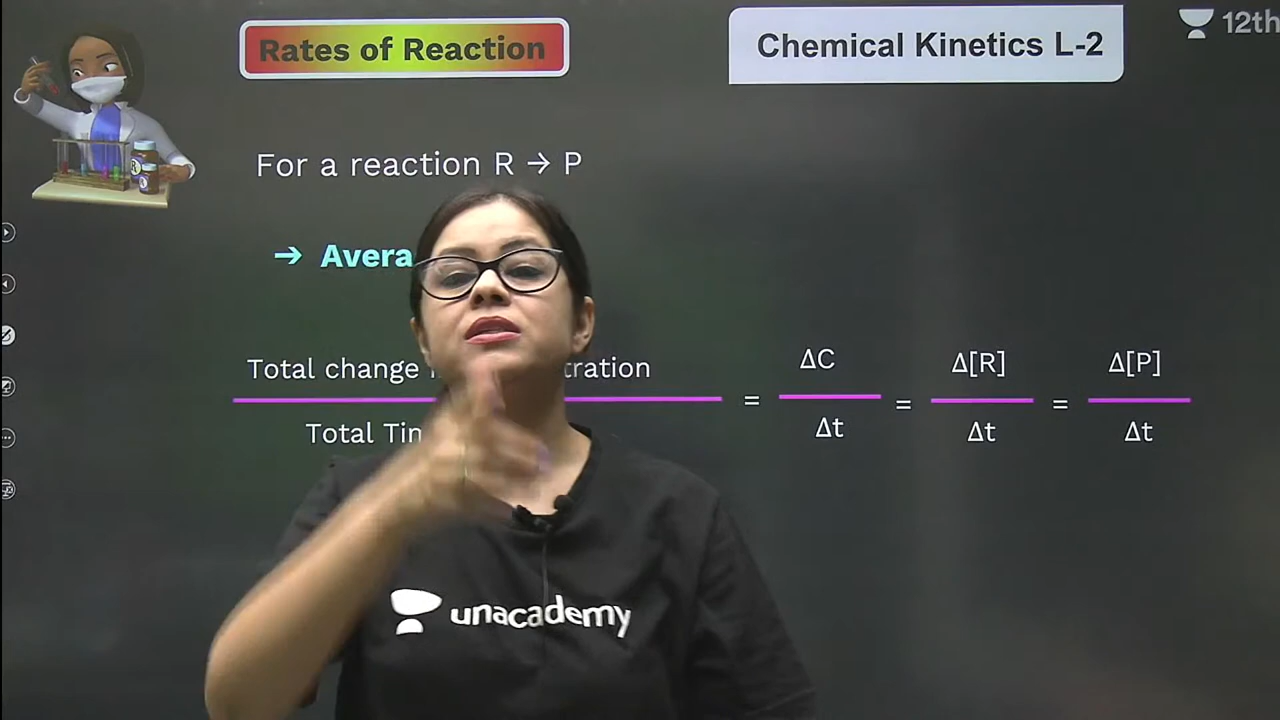 Rates of Reaction
Chemical Kinetics L-2
12th
For a reaction R → P
→ Avera
Total change tration
= ΔC/Δt = Δ[R]/Δt = Δ[P]/Δt
Total Tim
unacademy